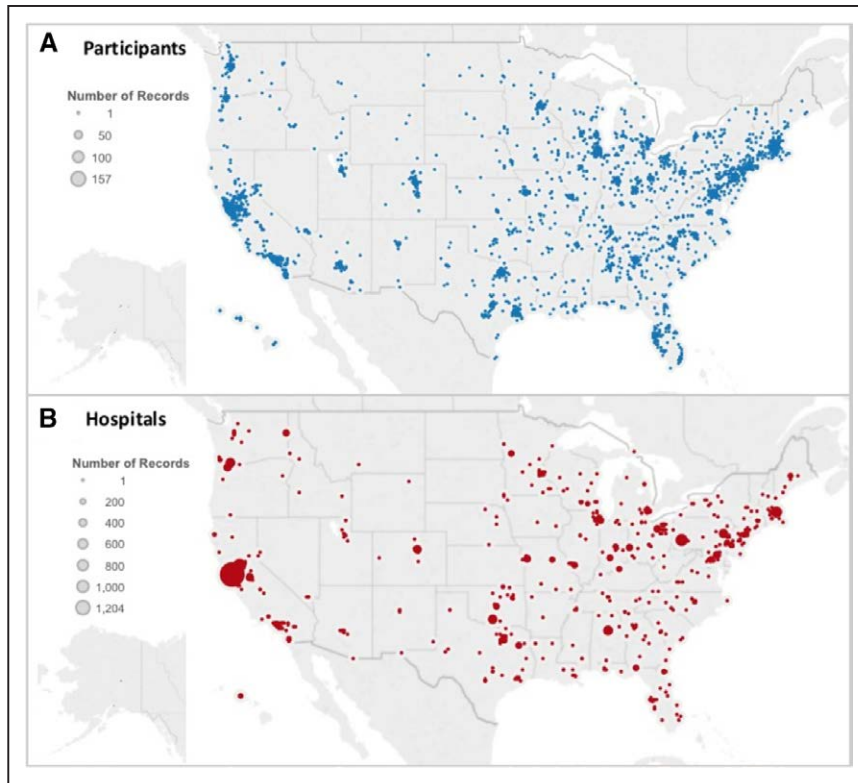 A
Participants
Number of Records
1
50
100
157
B
Hospitals
Number of Records
1
200
400
600
800
1,000
1,204